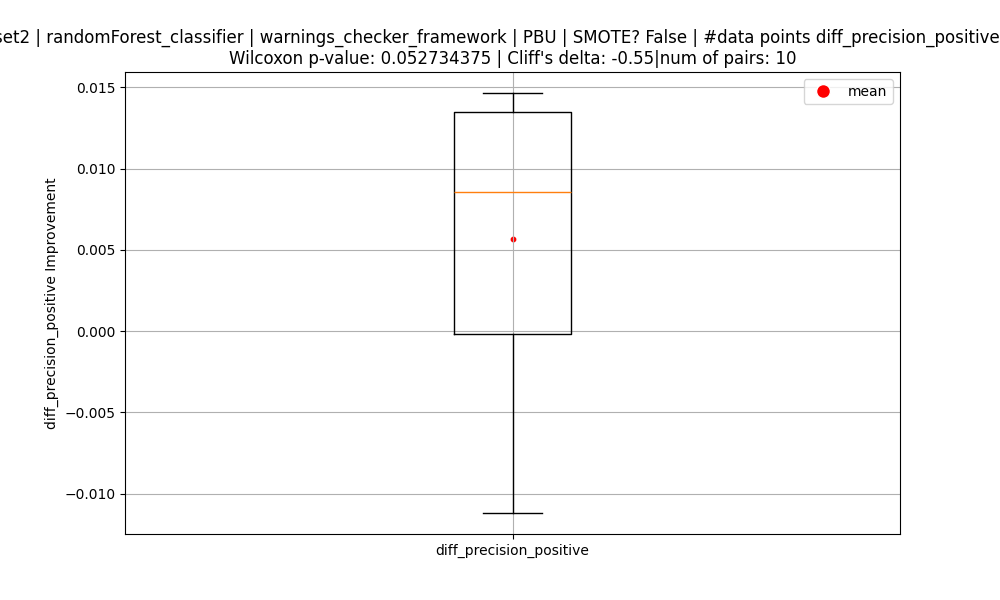 set2 | randomForest_classifier | warnings_checker_framework | PBU | SMOTE? False | #data points diff_precision_positive
Wilcoxon p-value: 0.052734375 | Cliff's delta: -0.55|num of pairs: 10
mean
0.015
0.010
0.005
0.000
−0.005
−0.010
diff_precision_positive Improvement
diff_precision_positive